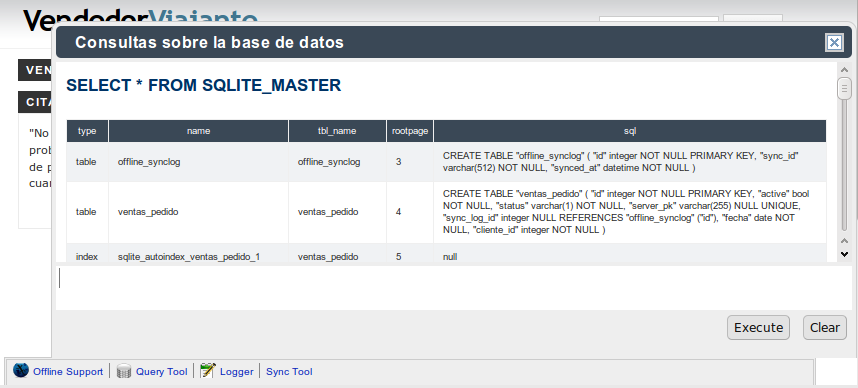 VendedorViajante
Consultas sobre la base de datos
VEN
CITA
"No
prob
de p
cuar
SELECT * FROM SQLITE_MASTER
type name tbl_name rootpage sql
table offline_synclog offline_synclog 3 CREATE TABLE "offline_synclog" ( "id" integer NOT NULL PRIMARY KEY, "sync_id"
varchar(512) NOT NULL, "synced_at" datetime NOT NULL )
table ventas_pedido ventas_pedido 4 CREATE TABLE "ventas_pedido" ( "id" integer NOT NULL PRIMARY KEY, "active" bool
NOT NULL, "status" varchar(1) NOT NULL, "server_pk" varchar(255) NULL UNIQUE,
"sync_log_id" integer NULL REFERENCES "offline_synclog" ("id"), "fecha" date NOT
NULL, "cliente_id" integer NOT NULL )
index sqlite_autoindex_ventas_pedido_1 ventas_pedido 5 null
Execute Clear
Offline Support Query Tool Logger Sync Tool